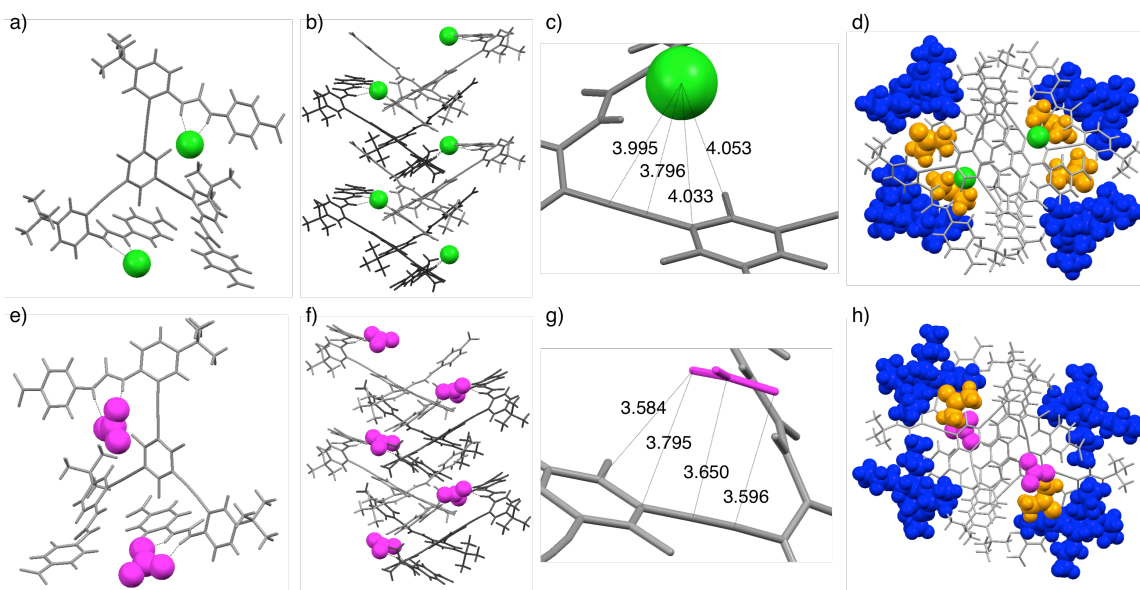 a)
b)
c)
d)
3.995
3.796
4.033
4.053
e)
f)
g)
h)
3.584
3.795
3.650
3.596